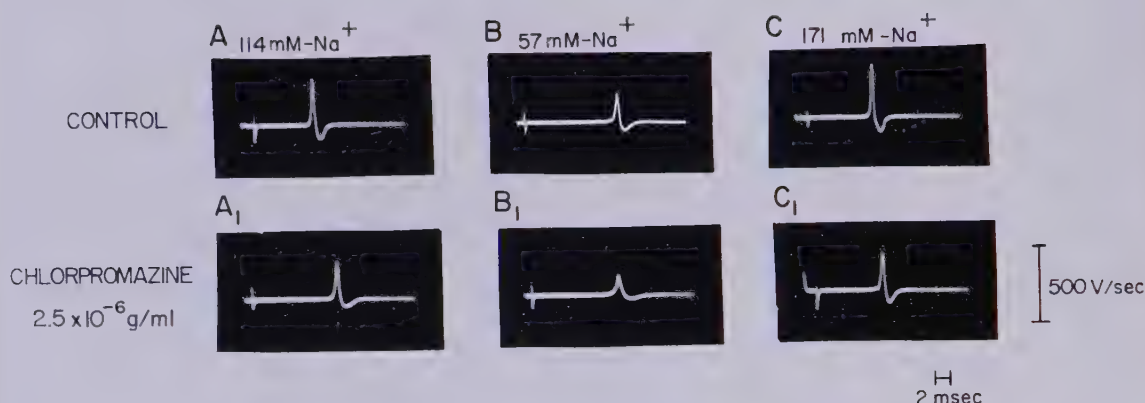 A 114 mM-Na+
B 57 mM-Na+
C 171 mM-Na+
CONTROL
A1
B1
C1
CHLORPROMAZINE
2.5 x 10-6 g/ml
500 V/sec
2 msec